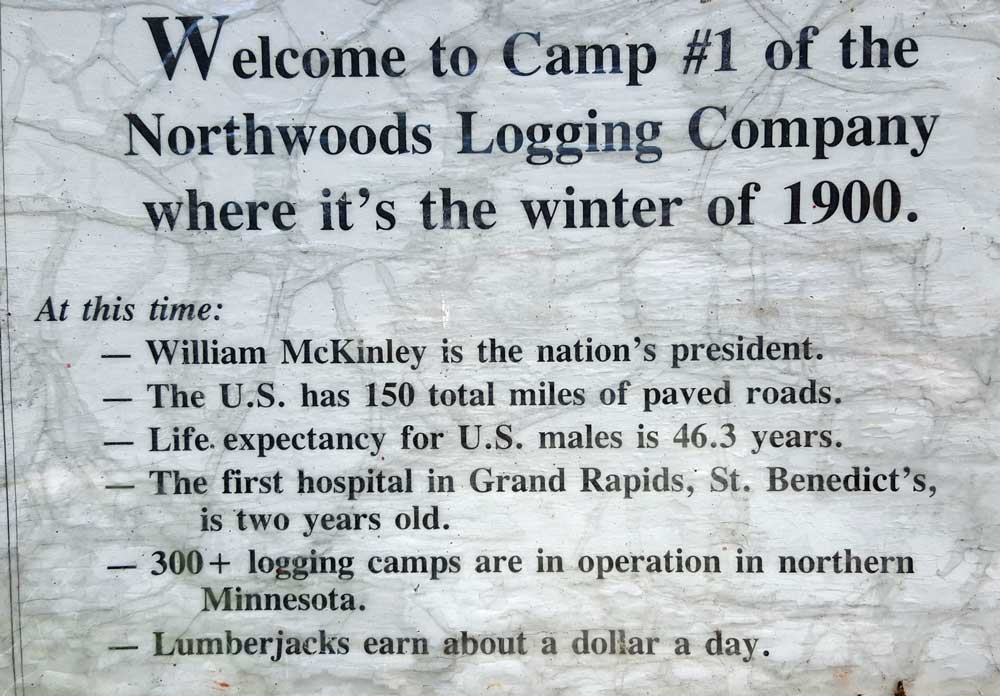 Welcome to Camp #1 of the
Northwoods Logging Company
where it's the winter of 1900.
At this time:
— William McKinley is the nation's president.
— The U.S. has 150 total miles of paved roads.
— Life expectancy for U.S. males is 46.3 years.
— The first hospital in Grand Rapids, St. Benedict's,
is two years old.
— 300+ logging camps are in operation in northern
Minnesota.
— Lumberjacks earn about a dollar a day.